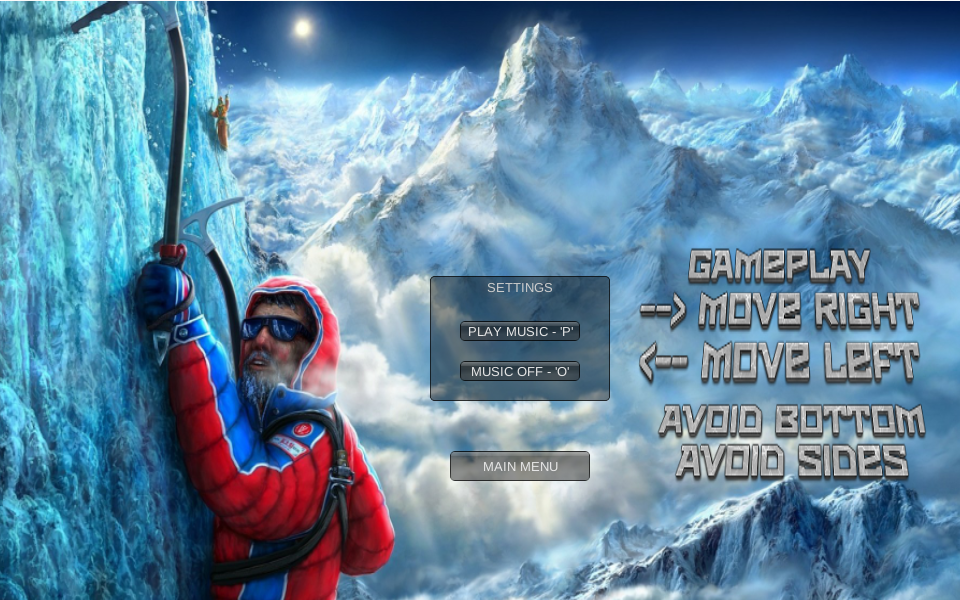 SETTINGS
PLAY MUSIC - 'P'
MUSIC OFF - 'O'
MAIN MENU
GAMEPLAY
--> MOVE RIGHT
<-- MOVE LEFT
AVOID BOTTOM
AVOID SIDES